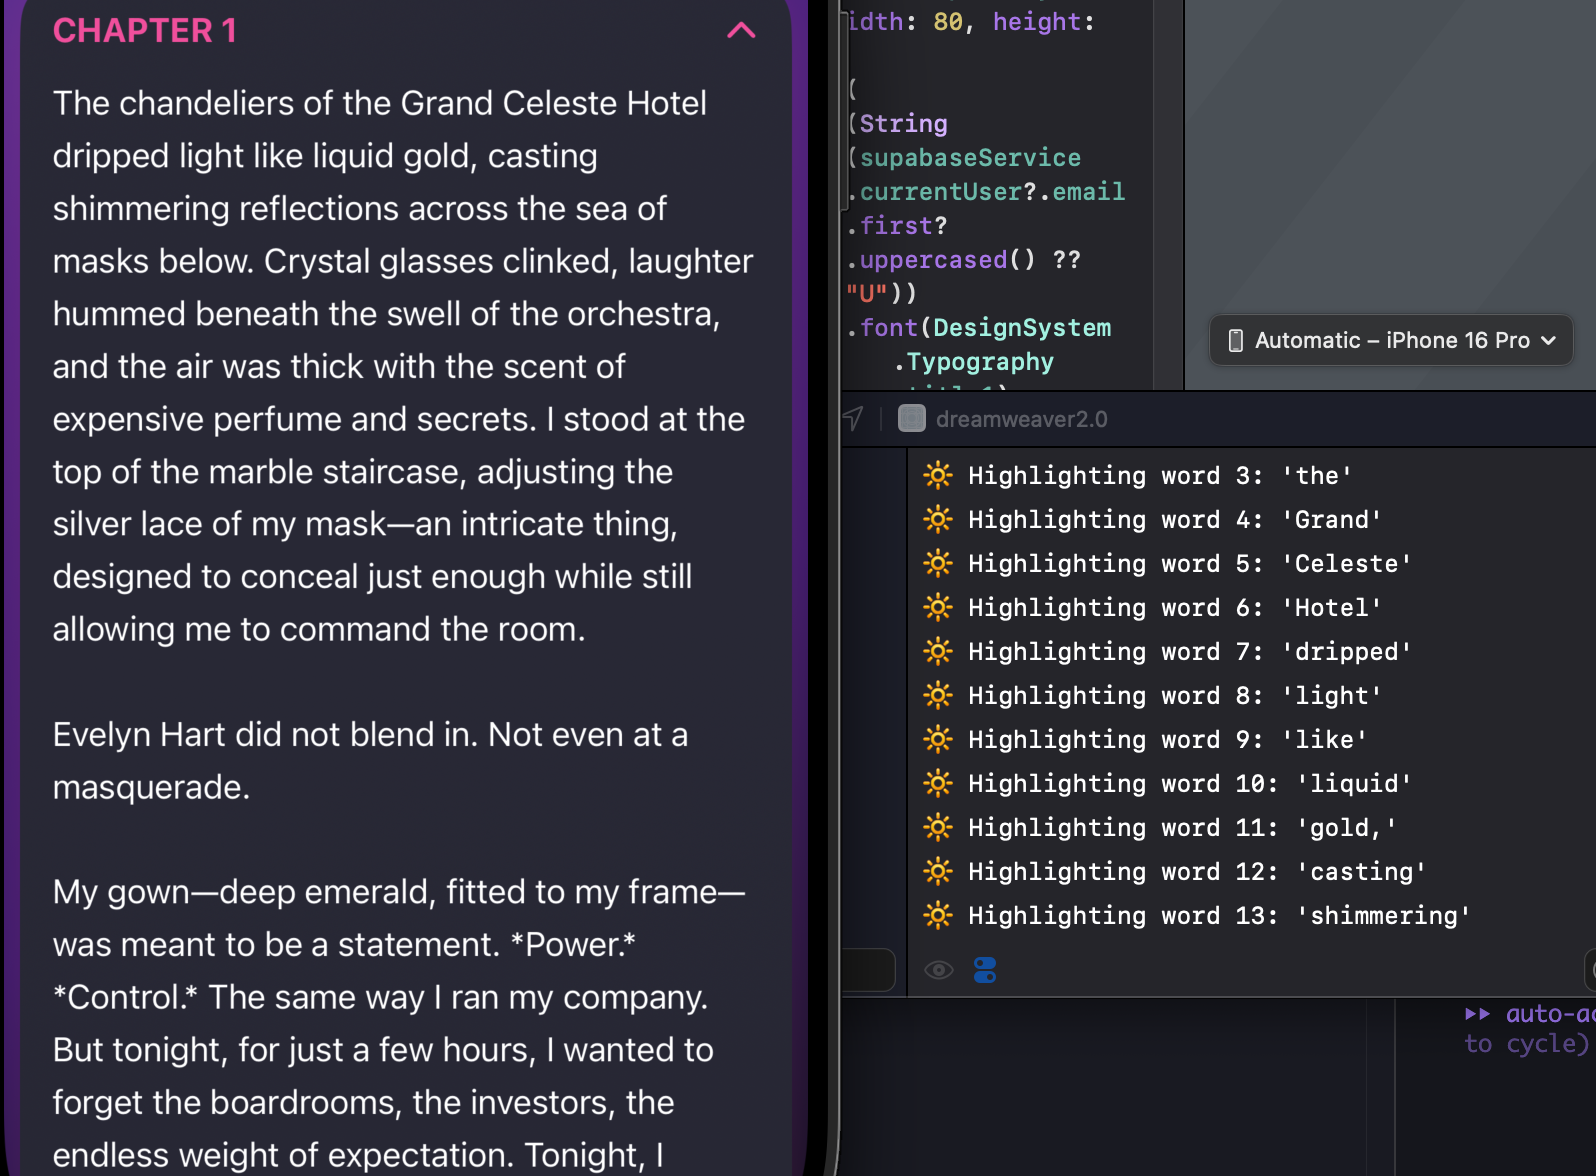 CHAPTER 1
The chandeliers of the Grand Celeste Hotel
dripped light like liquid gold, casting
shimmering reflections across the sea of
masks below. Crystal glasses clinked, laughter
hummed beneath the swell of the orchestra,
and the air was thick with the scent of
expensive perfume and secrets. I stood at the
top of the marble staircase, adjusting the
silver lace of my mask—an intricate thing,
designed to conceal just enough while still
allowing me to command the room.
Evelyn Hart did not blend in. Not even at a
masquerade.
My gown—deep emerald, fitted to my frame—
was meant to be a statement. *Power.*
*Control.* The same way I ran my company.
But tonight, for just a few hours, I wanted to
forget the boardrooms, the investors, the
endless weight of expectation. Tonight, I
idth: 80, height:
(
(String
(supabaseService
.currentUser?.email
.first?
.uppercased() ??
"U"))
.font(DesignSystem
.Typography
Automatic – iPhone 16 Pro
dreamweaver2.0
Highlighting word 3: 'the'
Highlighting word 4: 'Grand'
Highlighting word 5: 'Celeste'
Highlighting word 6: 'Hotel'
Highlighting word 7: 'dripped'
Highlighting word 8: 'light'
Highlighting word 9: 'like'
Highlighting word 10: 'liquid'
Highlighting word 11: 'gold,'
Highlighting word 12: 'casting'
Highlighting word 13: 'shimmering'
auto-ac
to cycle)